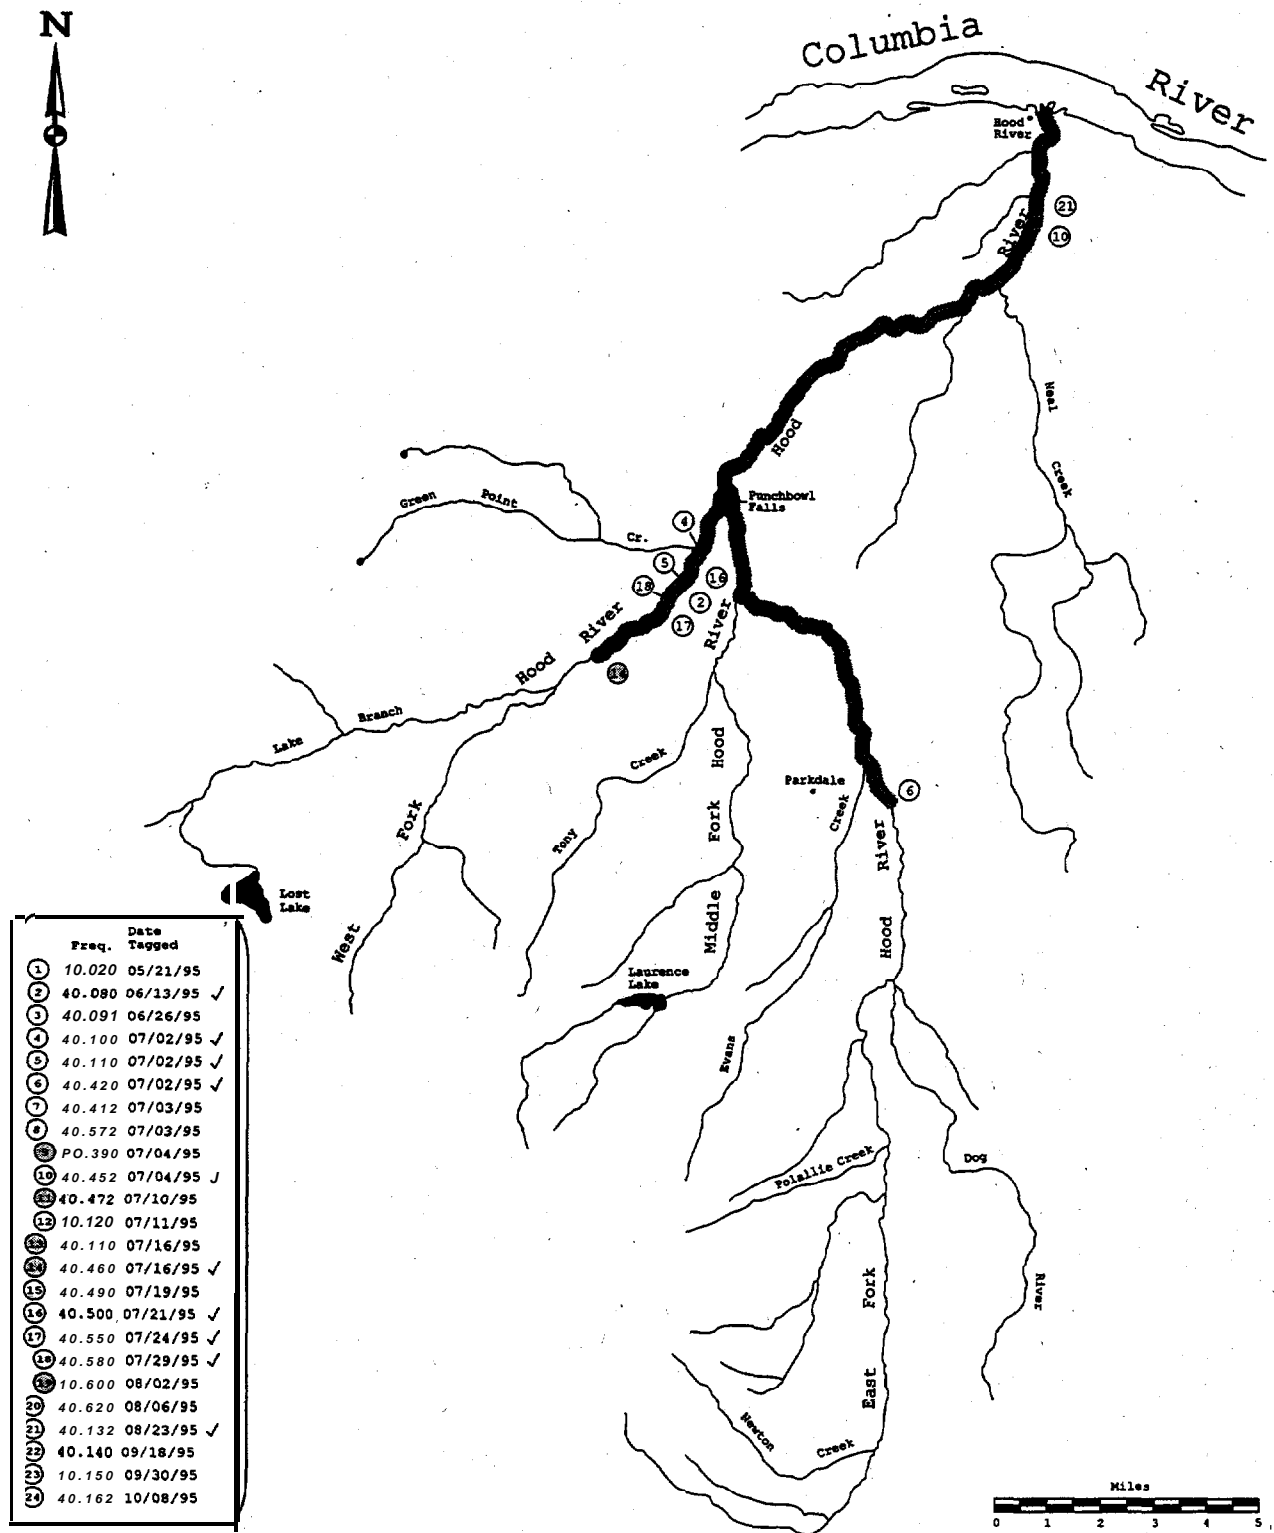 N
Columbia
River
Hood
River
21
10
River
Neal
Creek
Hood
Punchbowl
Falls
Green Point Cr.
4
5
18
16
2
17
14
River
River
Hood
Branch
Lake
Hood
Creek
Tony
Fork
Fork
West
Middle
Parkdale
Creek
6
River
Hood
Lost
Lake
Laurence
Lake
Evans
Polallie Creek
Dog
River
Fork
East
Newton
Creek
Freq. Date
Tagged
1 10.020 05/21/95
2 40.080 06/13/95 ✓
3 40.091 06/26/95
4 40.100 07/02/95 ✓
5 40.110 07/02/95 ✓
6 40.420 07/02/95 ✓
7 40.412 07/03/95
8 40.572 07/03/95
9 PO.390 07/04/95
10 40.452 07/04/95 J
11 40.472 07/10/95
12 10.120 07/11/95
13 40.110 07/16/95
14 40.460 07/16/95 ✓
15 40.490 07/19/95
16 40.500 07/21/95 ✓
17 40.550 07/24/95 ✓
18 40.580 07/29/95 ✓
19 10.600 08/02/95
20 40.620 08/06/95
21 40.132 08/23/95 ✓
22 40.140 09/18/95
23 10.150 09/30/95
24 40.162 10/08/95
Miles
0 1 2 3 4 5